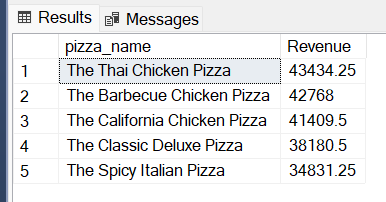 Results Messages
pizza_name Revenue
1 The Thai Chicken Pizza 43434.25
2 The Barbecue Chicken Pizza 42768
3 The California Chicken Pizza 41409.5
4 The Classic Deluxe Pizza 38180.5
5 The Spicy Italian Pizza 34831.25